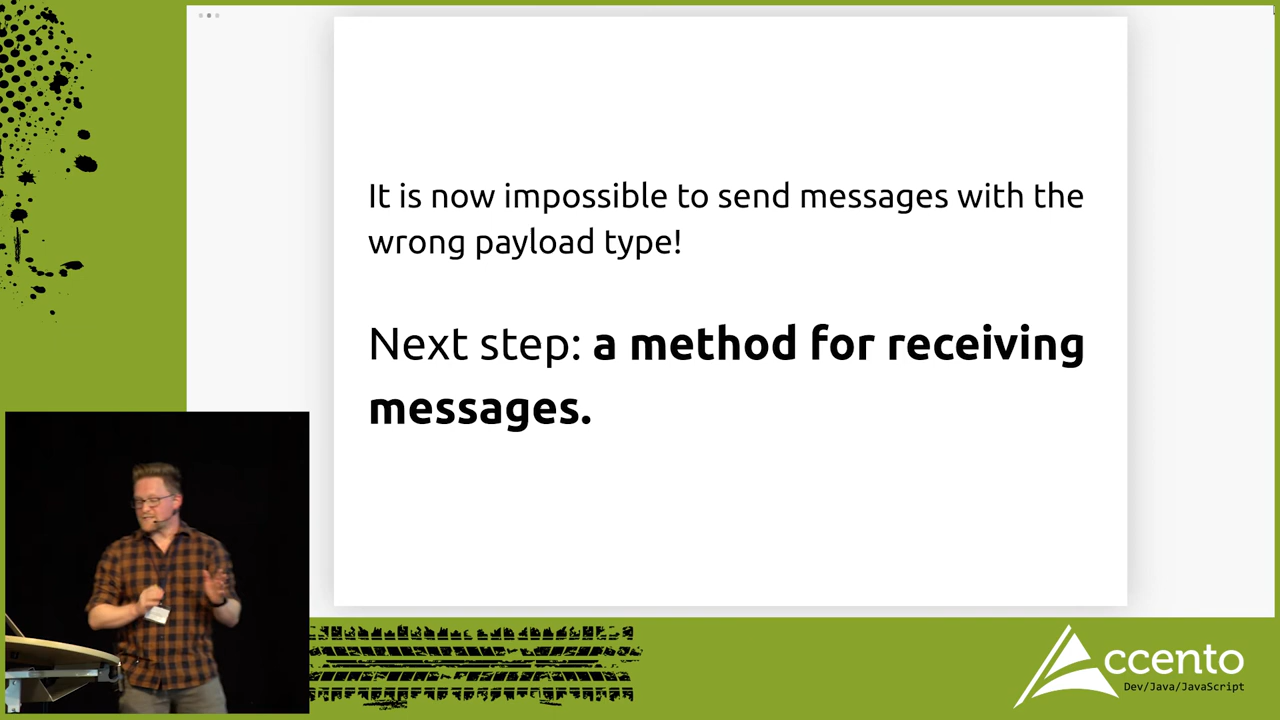 It is now impossible to send messages with the
wrong payload type!
Next step: a method for receiving
messages.
Accento
Dev/Java/JavaScript